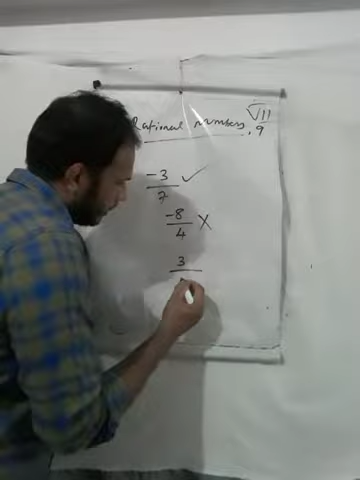 Rational numbers, √11/9
-3/7 ✓
-8/4 X
3/